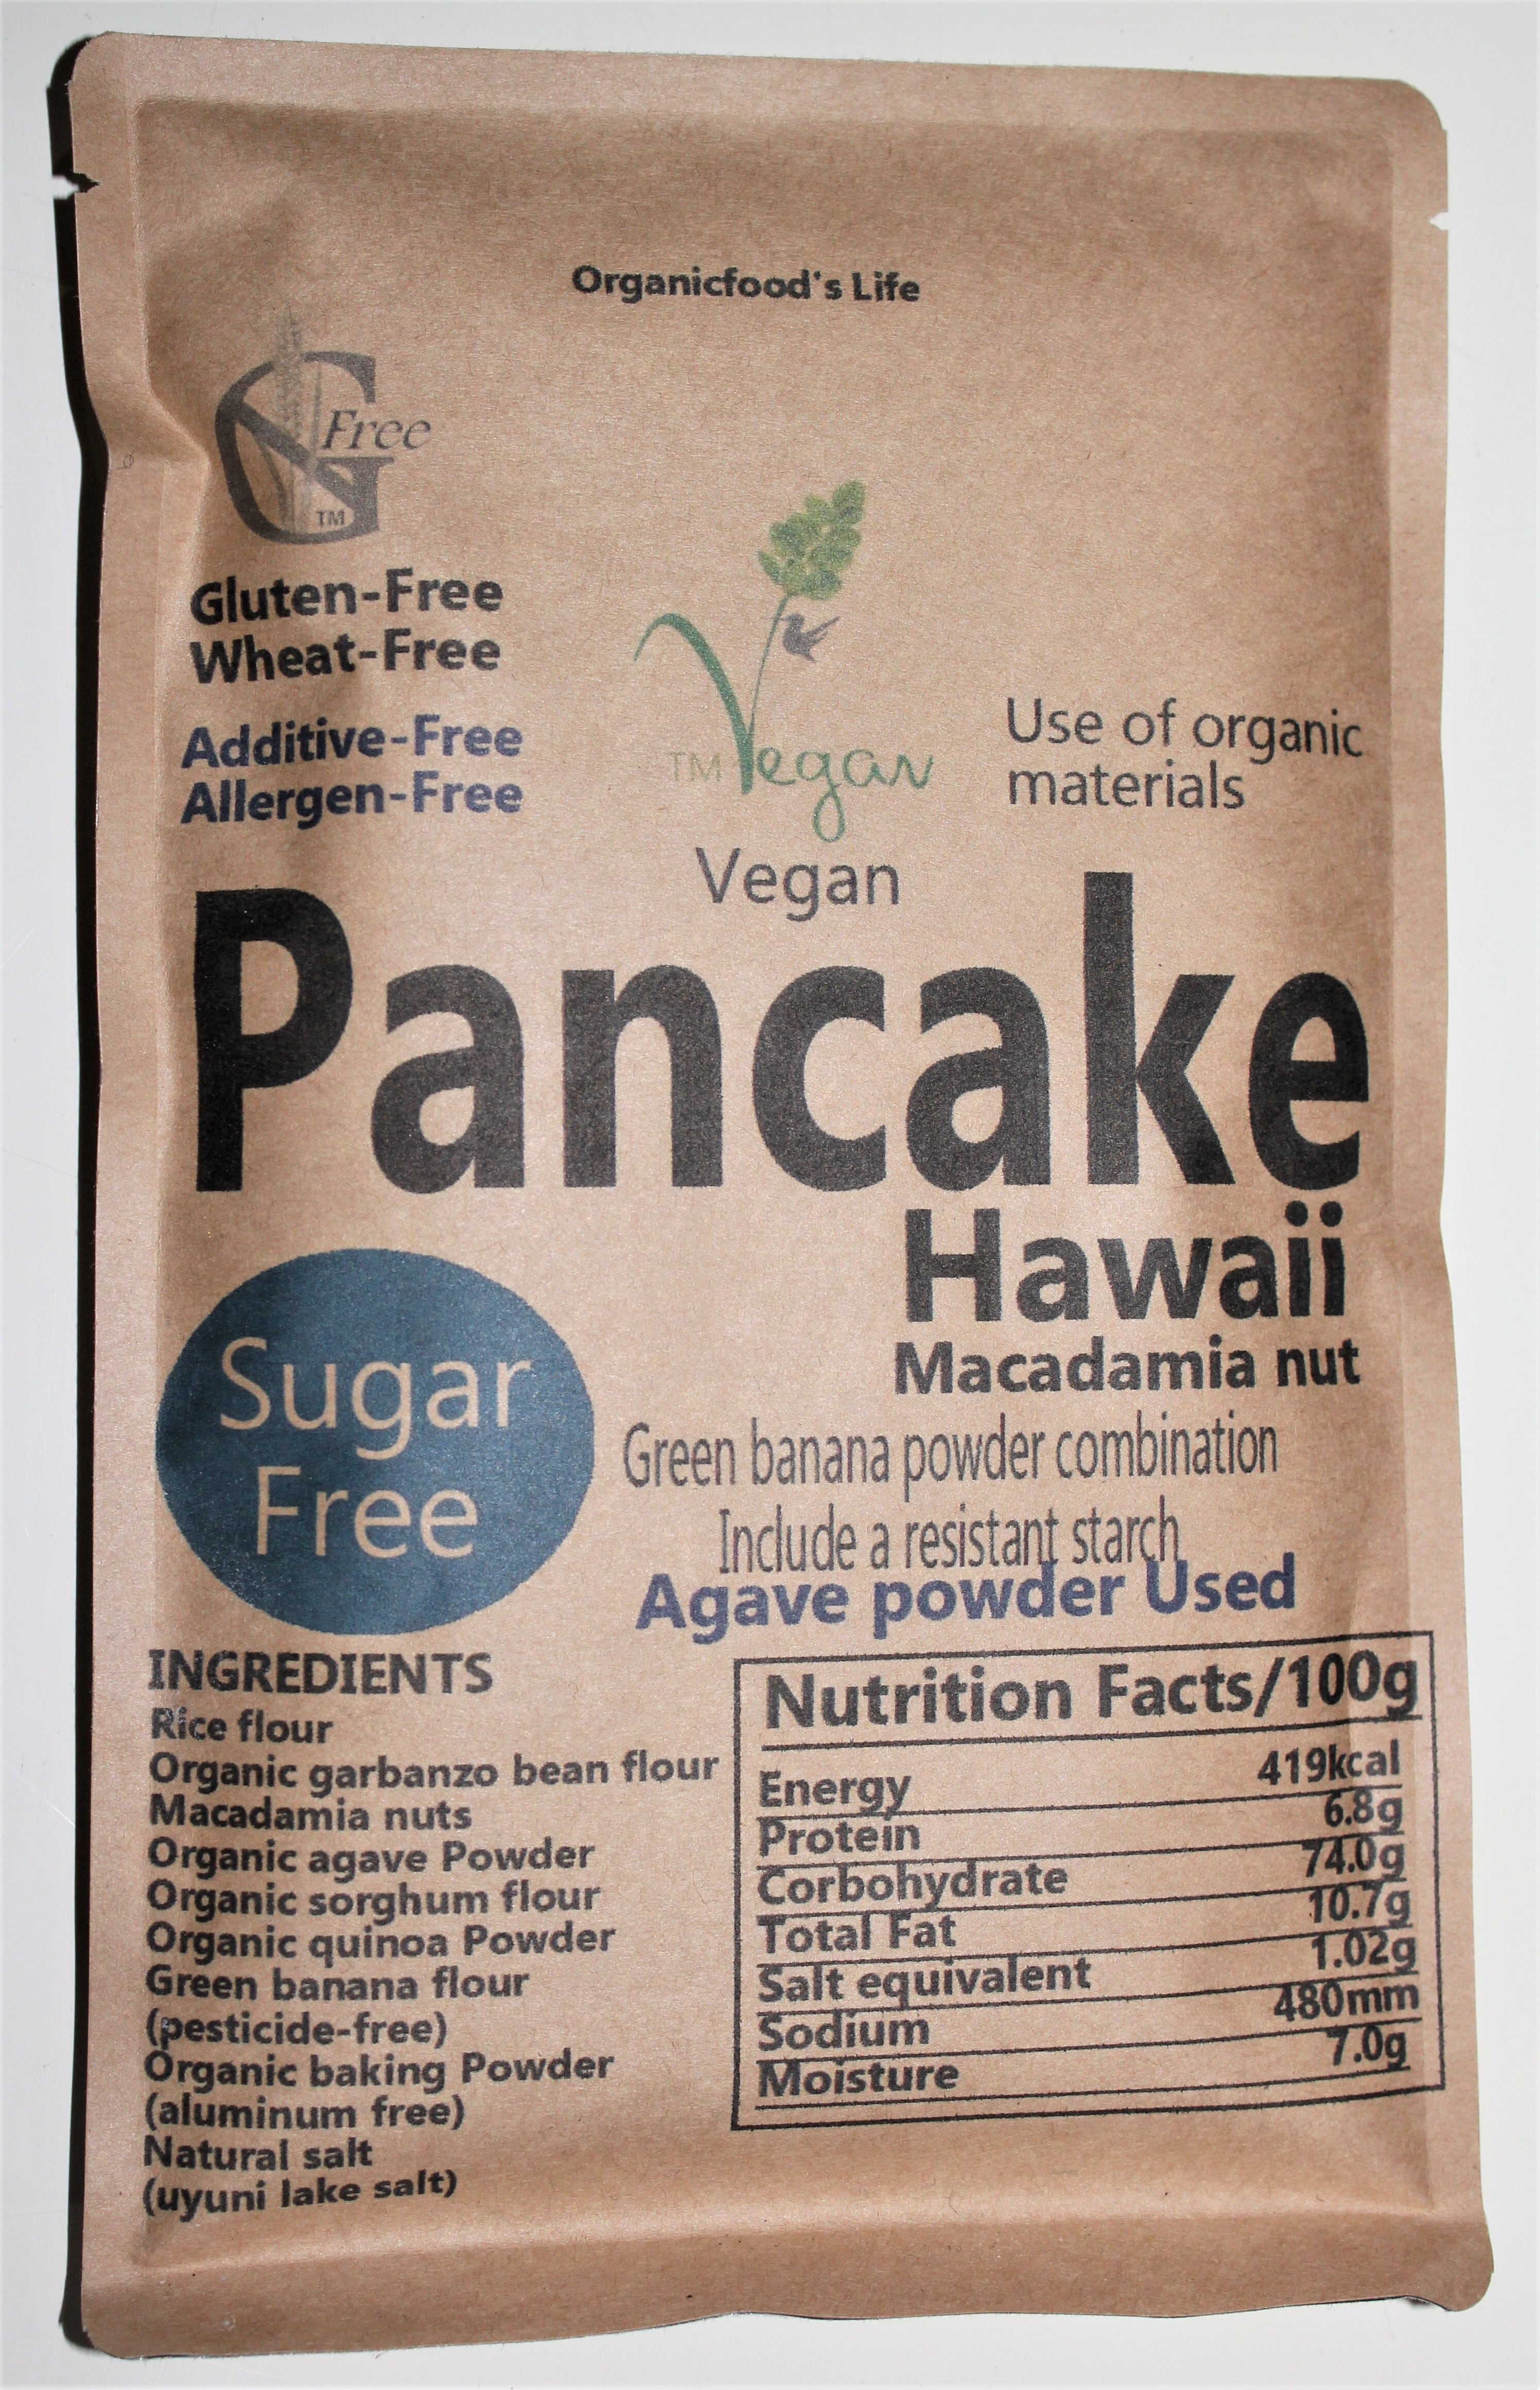 Organicfood's Life
G Free
TM
Gluten-Free
Wheat-Free
Additive-Free
Allergen-Free
TM Vegan
Vegan
Use of organic
materials
Pancake
Hawaii
Macadamia nut
Sugar
Free
Green banana powder combination
Include a resistant starch
Agave powder Used
INGREDIENTS
Rice flour
Organic garbanzo bean flour
Macadamia nuts
Organic agave Powder
Organic sorghum flour
Organic quinoa Powder
Green banana flour
(pesticide-free)
Organic baking Powder
(aluminum free)
Natural salt
(uyuni lake salt)
Nutrition Facts/100g
Energy 419kcal
Protein 6.8g
Corbohydrate 74.0g
Total Fat 10.7g
Salt equivalent 1.02g
Sodium 480mm
Moisture 7.0g